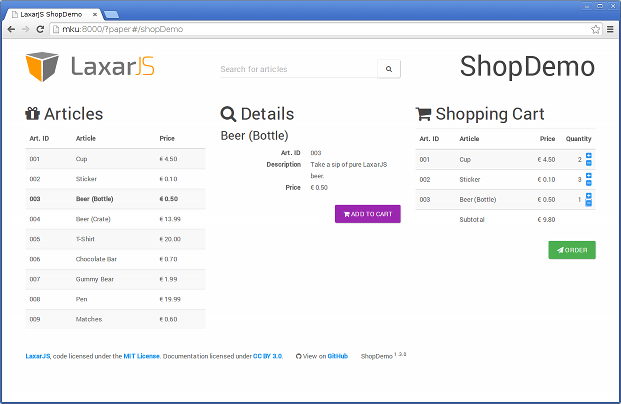 LaxarJS ShopDemo
mku:8000/?paper#/shopDemo
LaxarJS
Search for articles
ShopDemo
Articles
Art. ID Article Price
001 Cup € 4.50
002 Sticker € 0.10
003 Beer (Bottle) € 0.50
004 Beer (Crate) € 13.99
005 T-Shirt € 20.00
006 Chocolate Bar € 0.70
007 Gummy Bear € 1.99
008 Pen € 19.99
009 Matches € 0.60
Details
Beer (Bottle)
Art. ID 003
Description Take a sip of pure LaxarJS
beer.
Price € 0.50
ADD TO CART
Shopping Cart
Art. ID Article Price Quantity
001 Cup € 4.50 2
002 Sticker € 0.10 3
003 Beer (Bottle) € 0.50 1
Subtotal € 9.80
ORDER
LaxarJS, code licensed under the MIT License. Documentation licensed under CC BY 3.0. View on GitHub ShopDemo 1.3.0